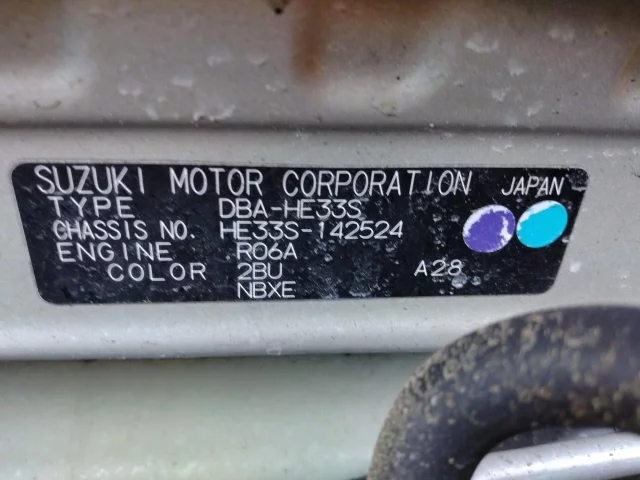 SUZUKI MOTOR CORPORATION JAPAN
TYPE DBA-HE33S
CHASSIS NO. HE33S-142524
ENGINE R06A
COLOR 2BU A28
NBXE